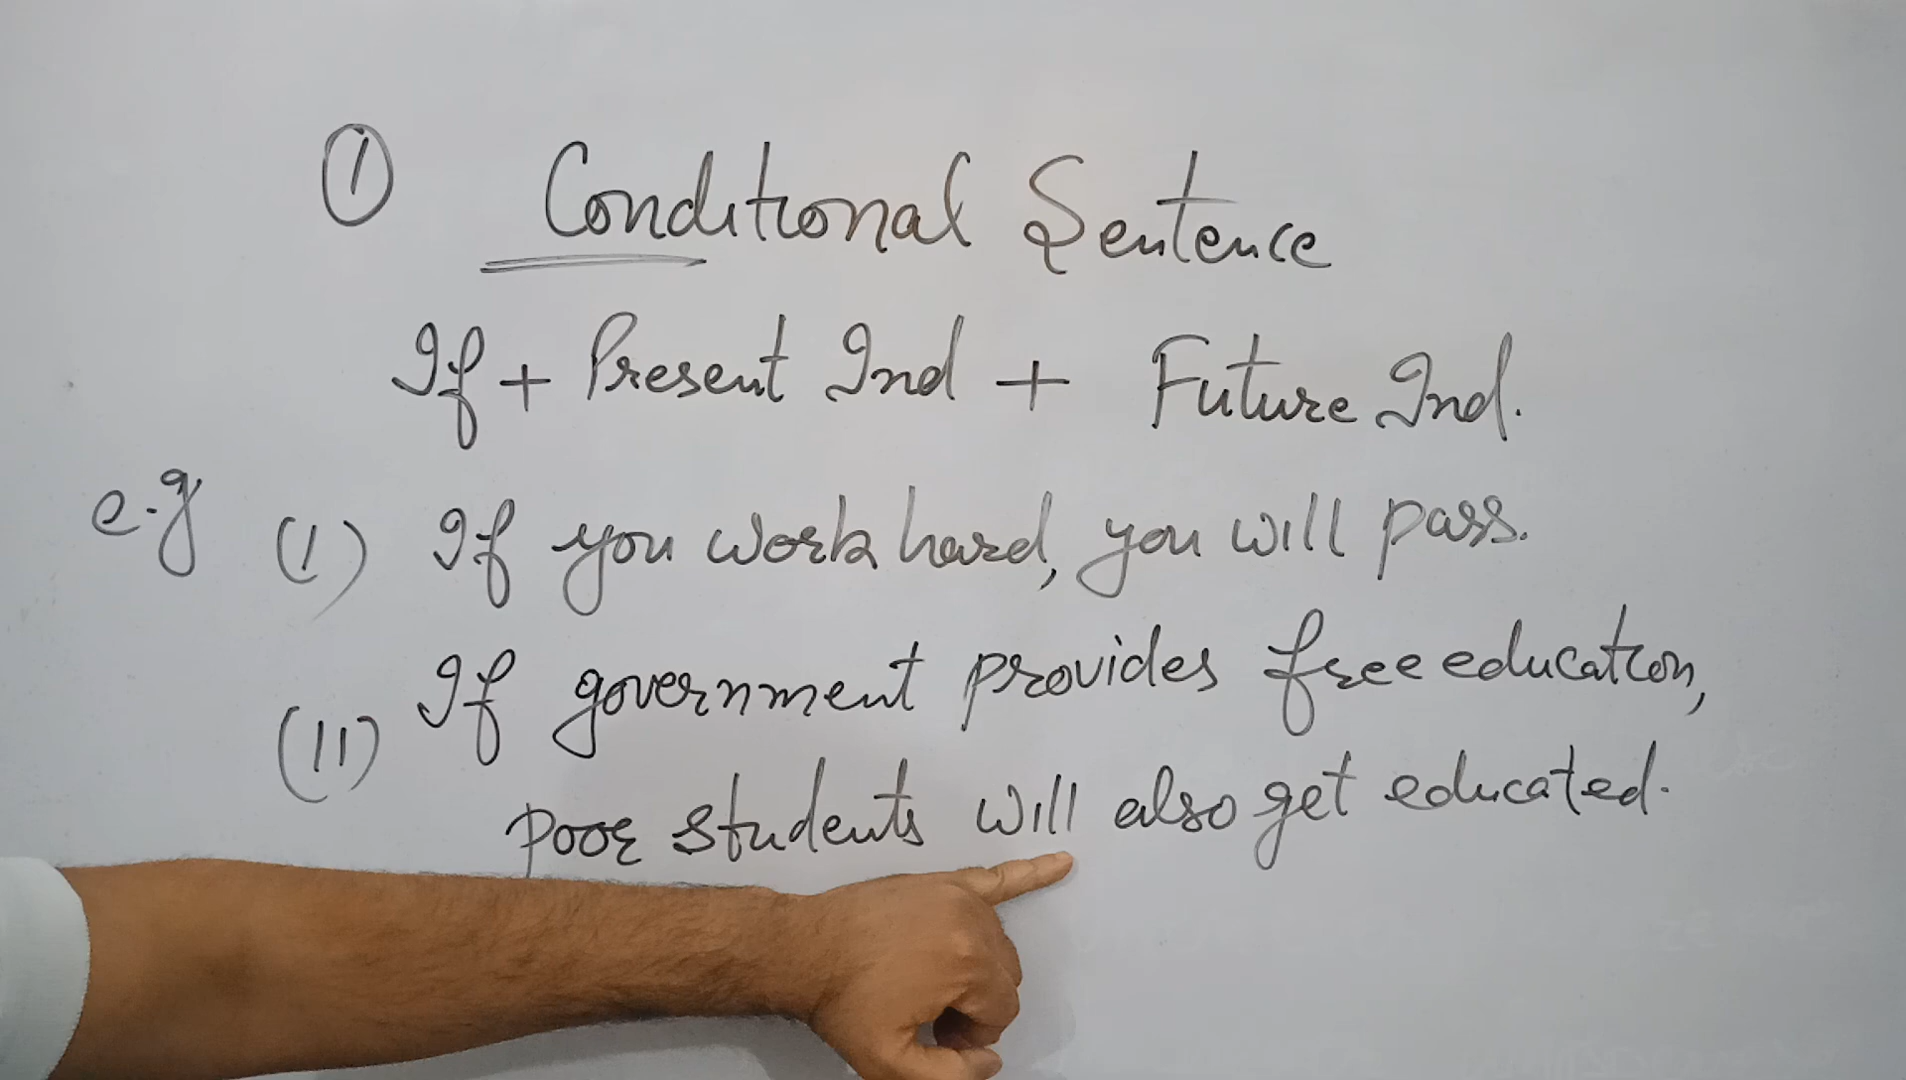 ① Conditional Sentence
If + Present Ind + Future Ind.
e.g (I) If you work hard, you will pass.
(II) If government provides free education,
poor students will also get educated.